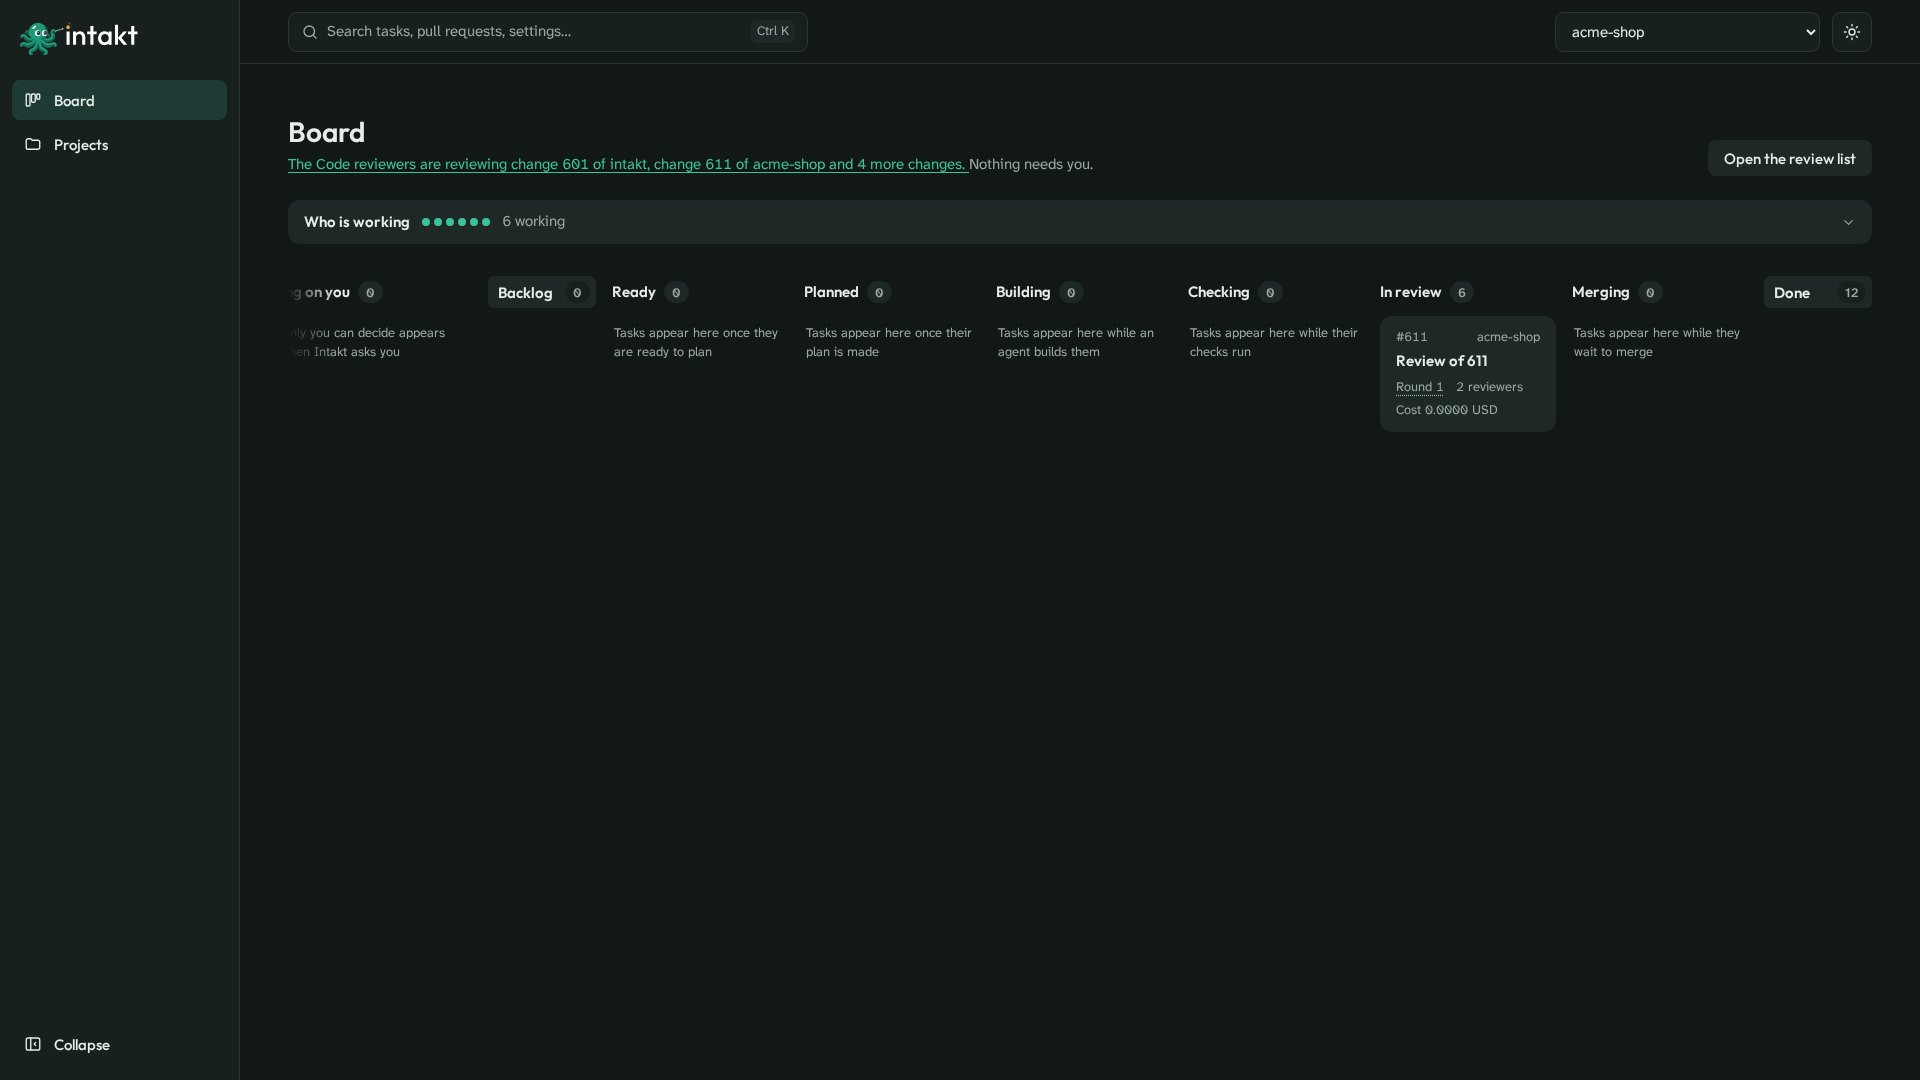 intakt
Search tasks, pull requests, settings...
Ctrl K
acme-shop
Board
Projects
Board
The Code reviewers are reviewing change 601 of intakt, change 611 of acme-shop and 4 more changes. Nothing needs you.
Open the review list
Who is working
6 working
on you 0
you can decide appears
Intakt asks you
Backlog 0
Ready 0
Tasks appear here once they
are ready to plan
Planned 0
Tasks appear here once their
plan is made
Building 0
Tasks appear here while an
agent builds them
Checking 0
Tasks appear here while their
checks run
In review 6
#611 acme-shop
Review of 611
Round 1 2 reviewers
Cost 0.0000 USD
Merging 0
Tasks appear here while they
wait to merge
Done 12
Collapse